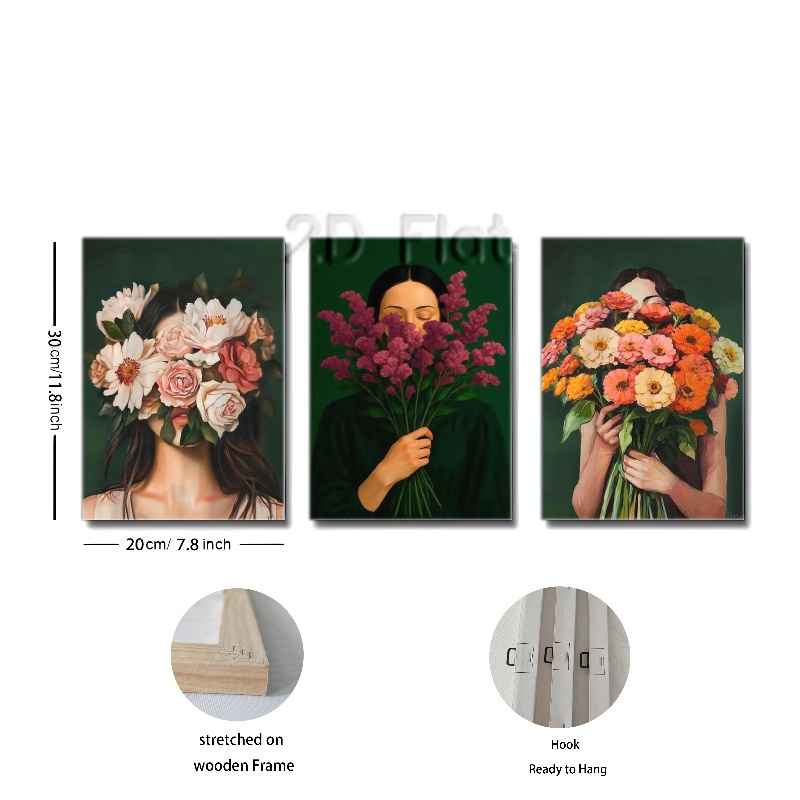 2D Flat
30cm/11.8inch
20cm/ 7.8 inch
stretched on
wooden Frame
Hook
Ready to Hang